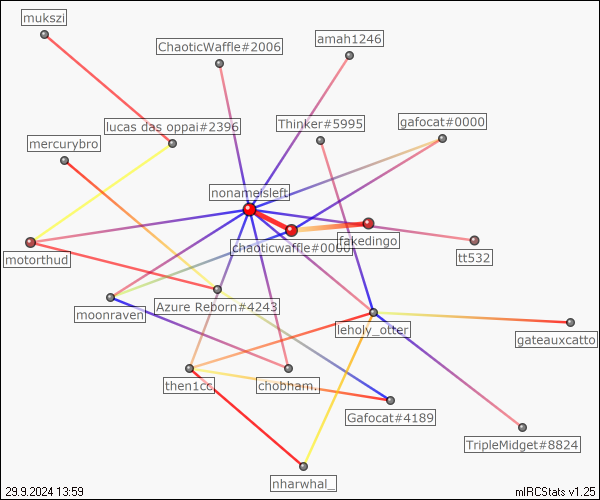 mukszi
ChaoticWaffle#2006
amah1246
lucas das oppai#2396
Thinker#5995
gafocat#0000
mercurybro
nonameisleft
chaoticwaffle#0000
fakedingo
motorthud
tt532
moonraven
Azure Reborn#4243
leholy_otter
gateauxcatto
then1cc
chobham.
Gafocat#4189
TripleMidget#8824
nharwhal_
29.9.2024 13:59
mIRCStats v1.25